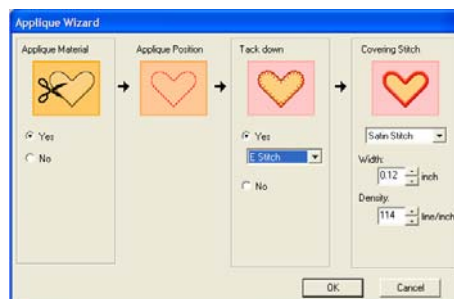 Applique Wizard
Applique Material
Applique Position
Tack down
Covering Stitch
Yes
No
Yes
E Stitch
No
Satin Stitch
Width:
0.12 inch
Density:
114 line/inch
OK
Cancel